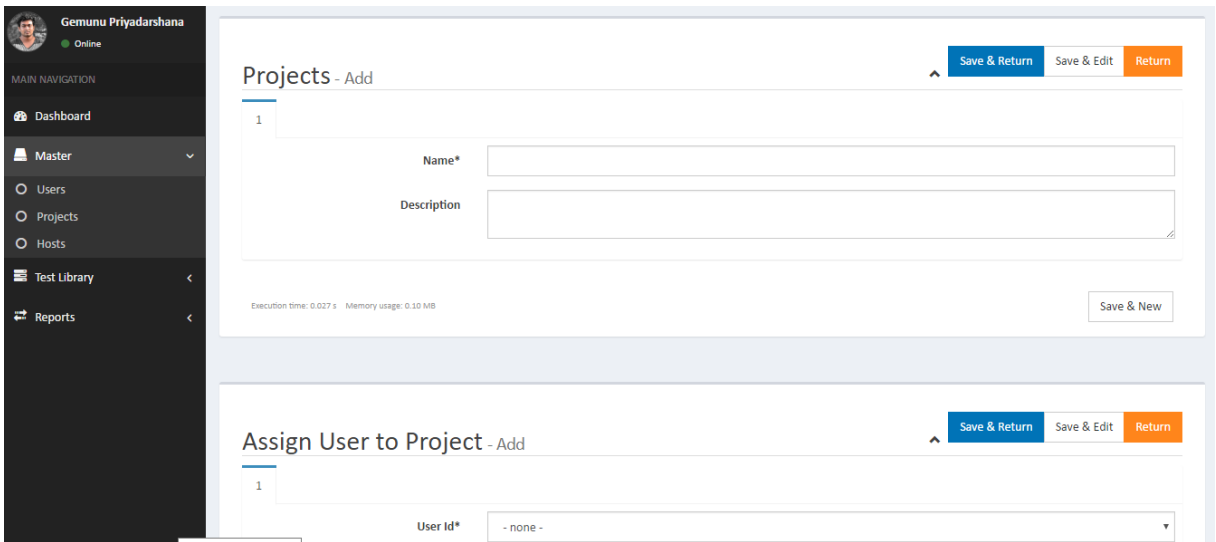 Gemunu Priyadarshana
Online
MAIN NAVIGATION
Dashboard
Master
Users
Projects
Hosts
Test Library
Reports
Projects - Add
Save & Return Save & Edit Return
1
Name*
Description
Execution time: 0.027 s Memory usage: 0.10 MB
Save & New
Assign User to Project - Add
Save & Return Save & Edit Return
1
User Id* - none -